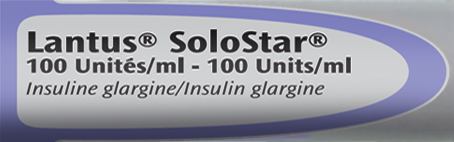 Lantus® SoloStar®
100 Unités/ml - 100 Units/ml
Insuline glargine/Insulin glargine